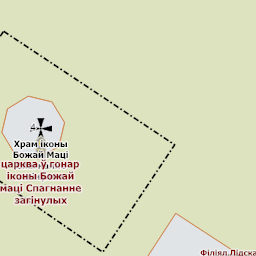 Храм іконы
Божай Маці
царква ў гонар
іконы Божай
маці Спагнанне
загінулых
Філіял Лідска